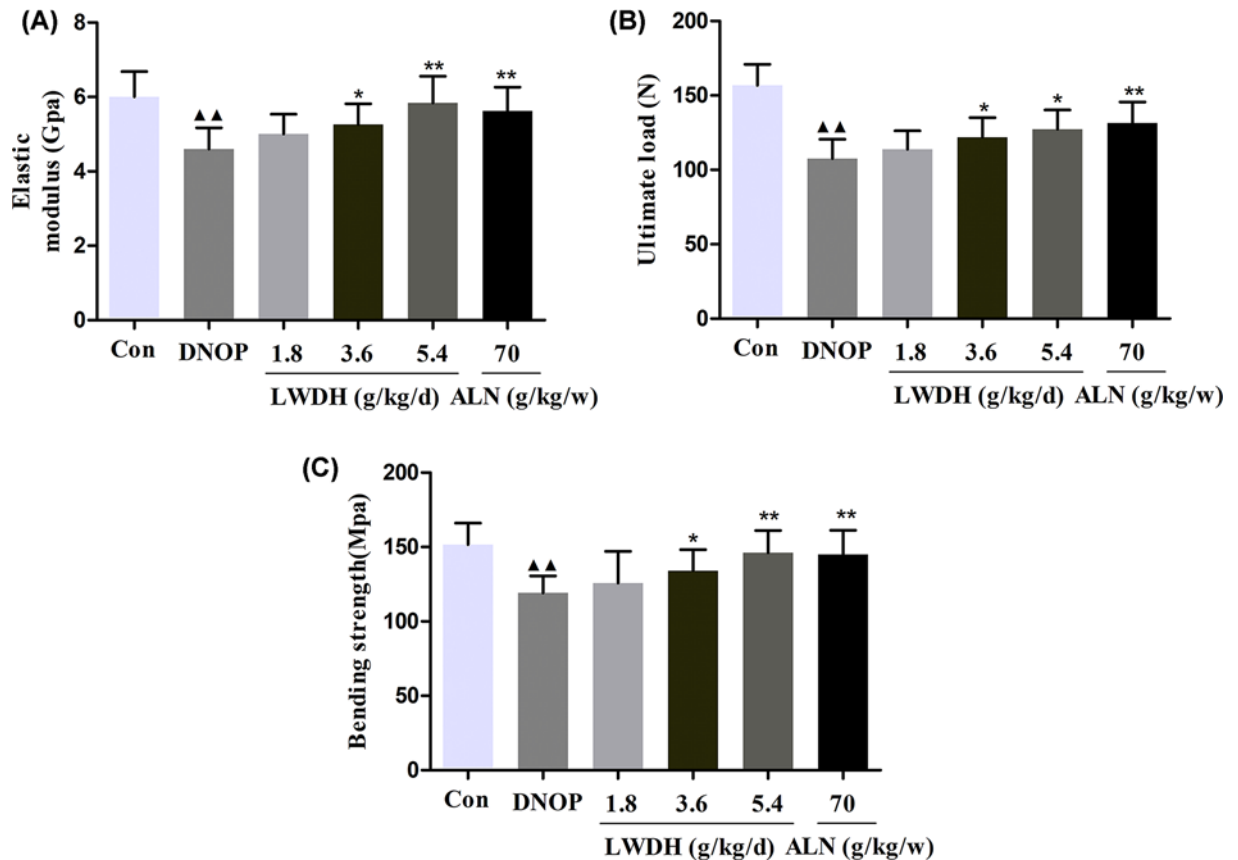 (A)
Elastic
modulus (Gpa)
8
6
4
2
0
▲▲
*
**
**
Con DNOP 1.8 3.6 5.4 70
LWDH (g/kg/d) ALN (g/kg/w)
(B)
Ultimate load (N)
200
150
100
50
0
▲▲
*
*
**
Con DNOP 1.8 3.6 5.4 70
LWDH (g/kg/d) ALN (g/kg/w)
(C)
Bending strength(Mpa)
200
150
100
50
0
▲▲
*
**
**
Con DNOP 1.8 3.6 5.4 70
LWDH (g/kg/d) ALN (g/kg/w)